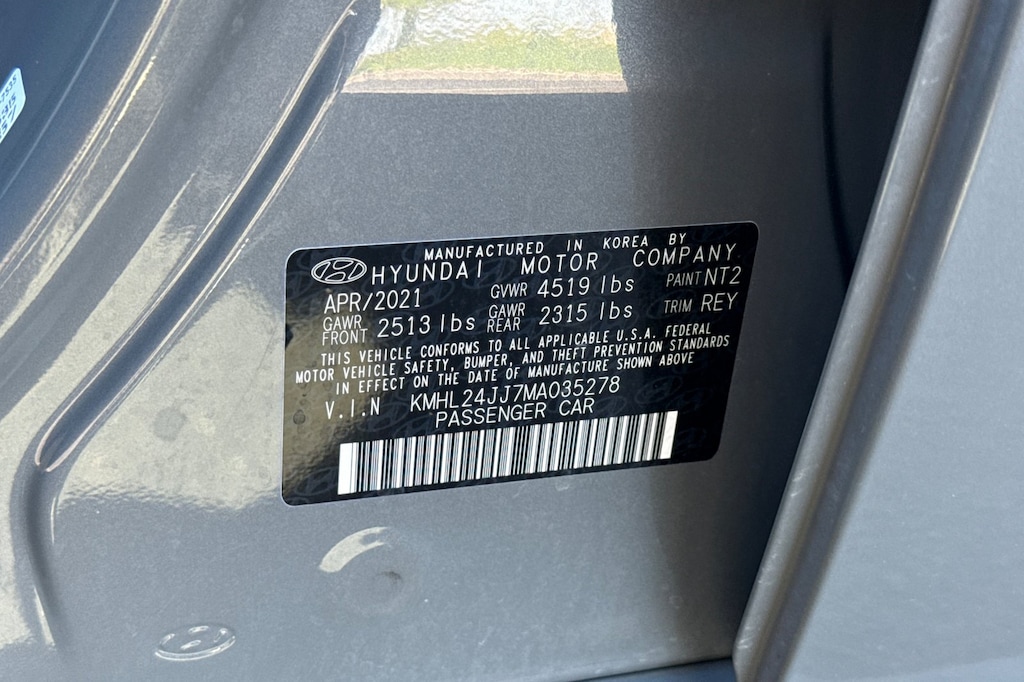 MANUFACTURED IN KOREA BY
HYUNDAI MOTOR COMPANY
APR/2021 GVWR 4519 lbs PAINT NT2
GAWR FRONT 2513 lbs GAWR REAR 2315 lbs TRIM REY
THIS VEHICLE CONFORMS TO ALL APPLICABLE U.S.A. FEDERAL
MOTOR VEHICLE SAFETY, BUMPER, AND THEFT PREVENTION STANDARDS
IN EFFECT ON THE DATE OF MANUFACTURE SHOWN ABOVE
V.I.N KMHL24JJ7MA035278
PASSENGER CAR